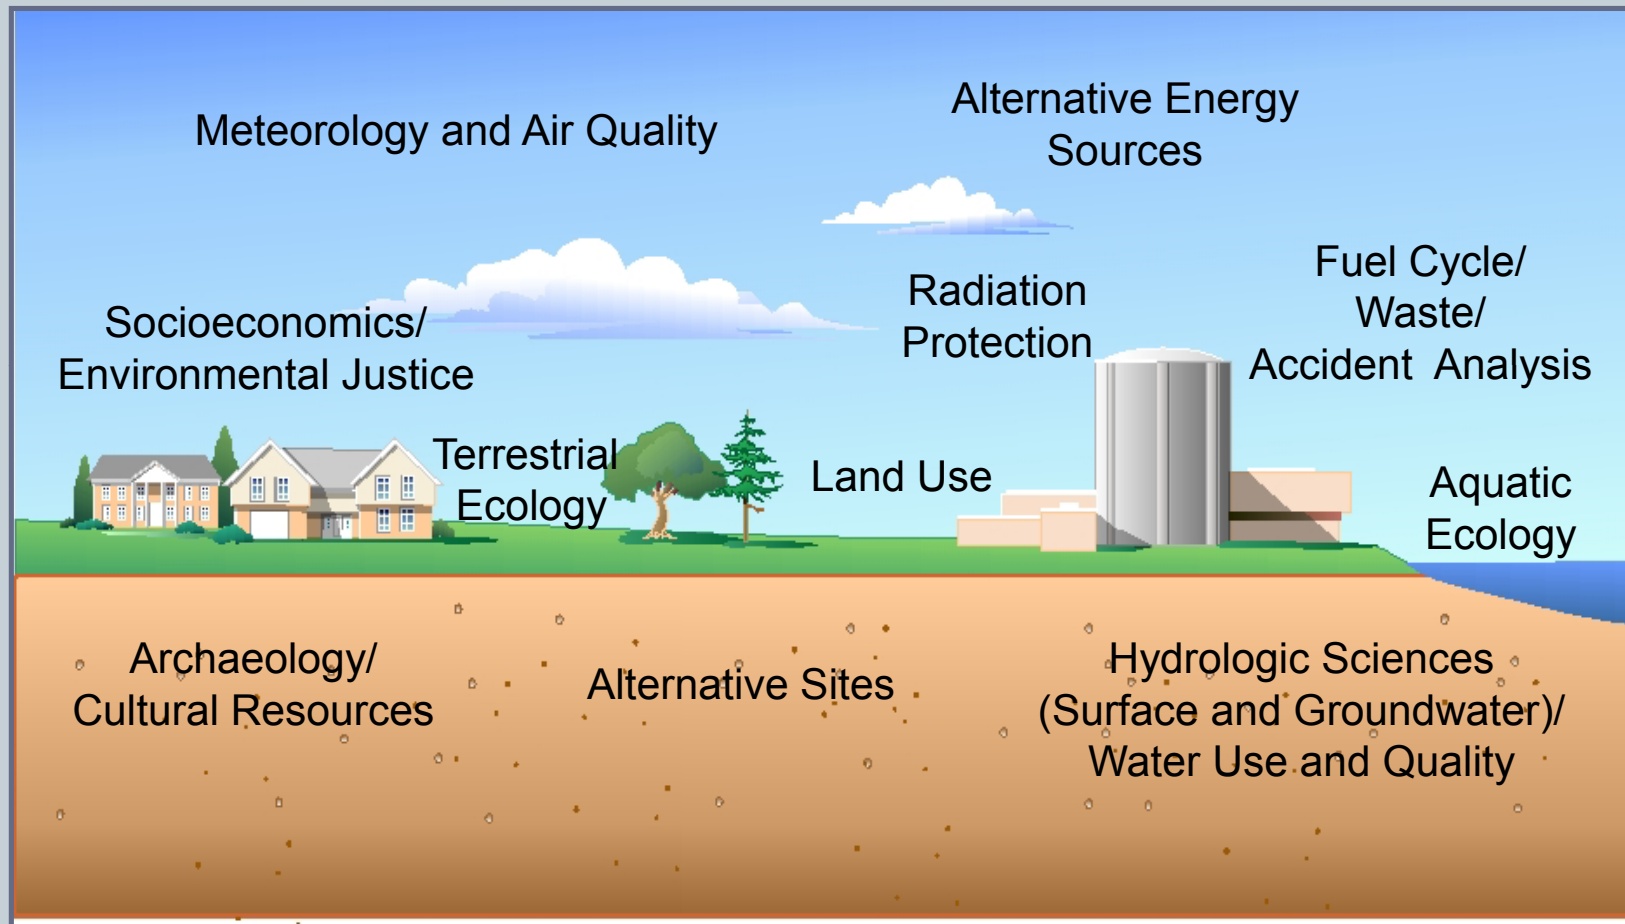 Meteorology and Air Quality
Alternative Energy
Sources
Socioeconomics/
Environmental Justice
Radiation
Protection
Fuel Cycle/
Waste/
Accident Analysis
Terrestrial
Ecology
Land Use
Aquatic
Ecology
Archaeology/
Cultural Resources
Alternative Sites
Hydrologic Sciences
(Surface and Groundwater)/
Water Use and Quality